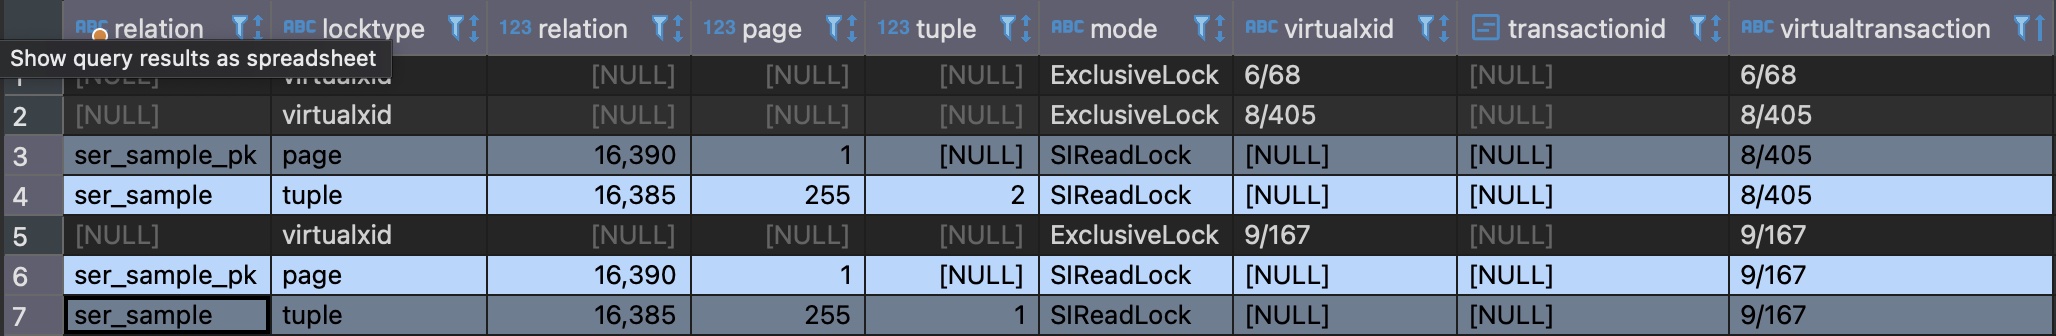 ABC relation ABC locktype 123 relation 123 page 123 tuple ABC mode ABC virtualxid transactionid ABC virtualtransaction
Show query results as spreadsheet
1 virtualxid [NULL] [NULL] [NULL] ExclusiveLock 6/68 [NULL] 6/68
2 [NULL] virtualxid [NULL] [NULL] [NULL] ExclusiveLock 8/405 [NULL] 8/405
3 ser_sample_pk page 16,390 1 [NULL] SIReadLock [NULL] [NULL] 8/405
4 ser_sample tuple 16,385 255 2 SIReadLock [NULL] [NULL] 8/405
5 [NULL] virtualxid [NULL] [NULL] [NULL] ExclusiveLock 9/167 [NULL] 9/167
6 ser_sample_pk page 16,390 1 [NULL] SIReadLock [NULL] [NULL] 9/167
7 ser_sample tuple 16,385 255 1 SIReadLock [NULL] [NULL] 9/167